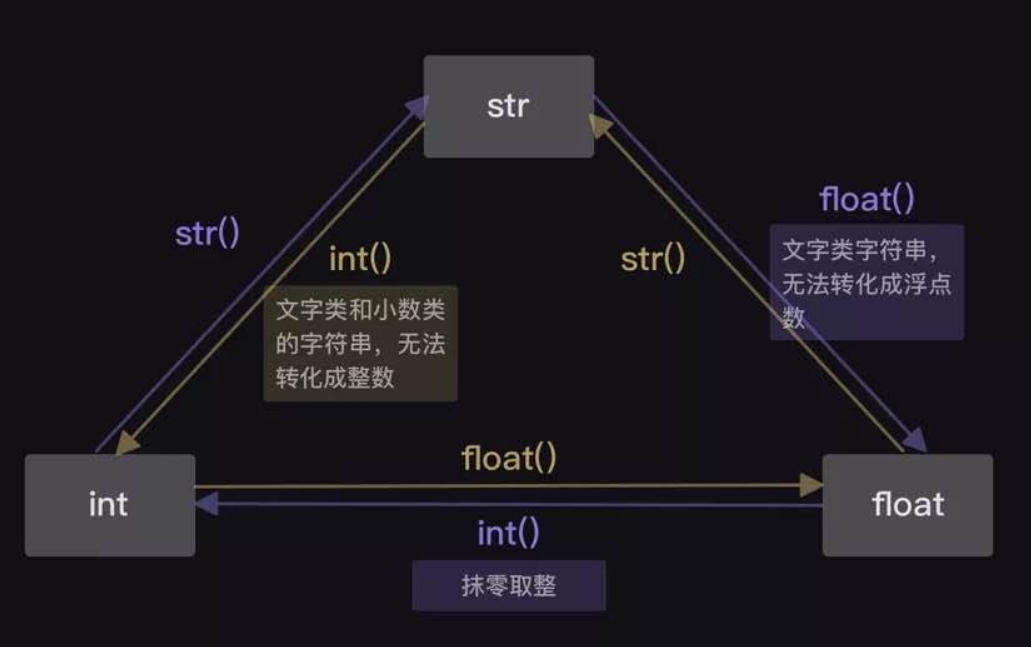 str
float()
str()
int()
str()
文字类字符串，
无法转化成浮点
数
文字类和小数类
的字符串，无法
转化成整数
float()
int
float
int()
抹零取整